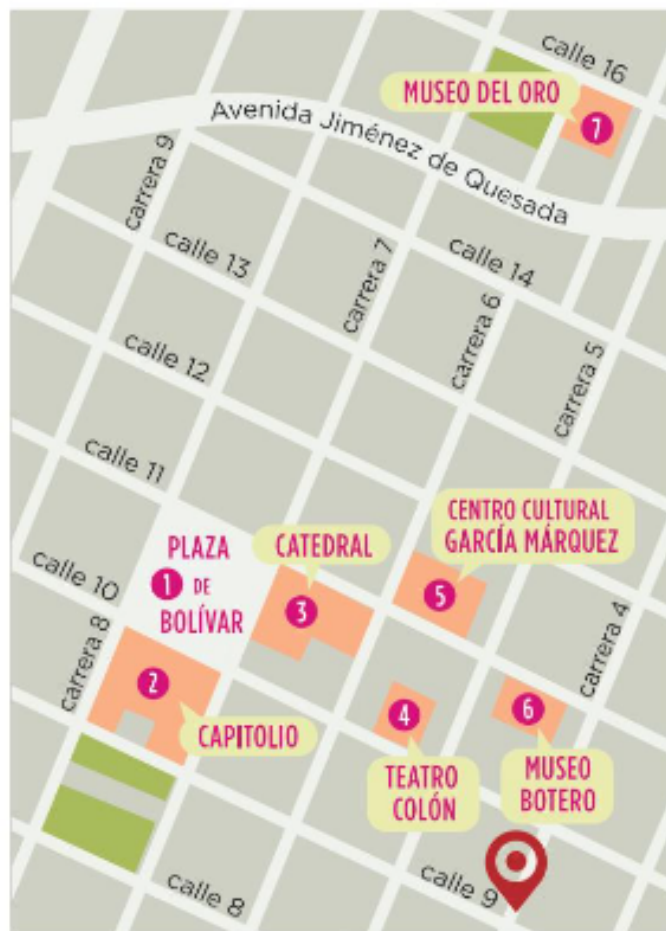 calle 16
MUSEO DEL ORO
7
Avenida Jiménez de Quesada
carrera 9
calle 13
carrera 7
calle 14
carrera 6
calle 12
carrera 5
calle 11
CENTRO CULTURAL
GARCÍA MÁRQUEZ
5
PLAZA
1 DE
BOLÍVAR
CATEDRAL
3
calle 10
carrera 8
carrera 4
2
CAPITOLIO
4
TEATRO
COLÓN
6
MUSEO
BOTERO
calle 9
calle 8